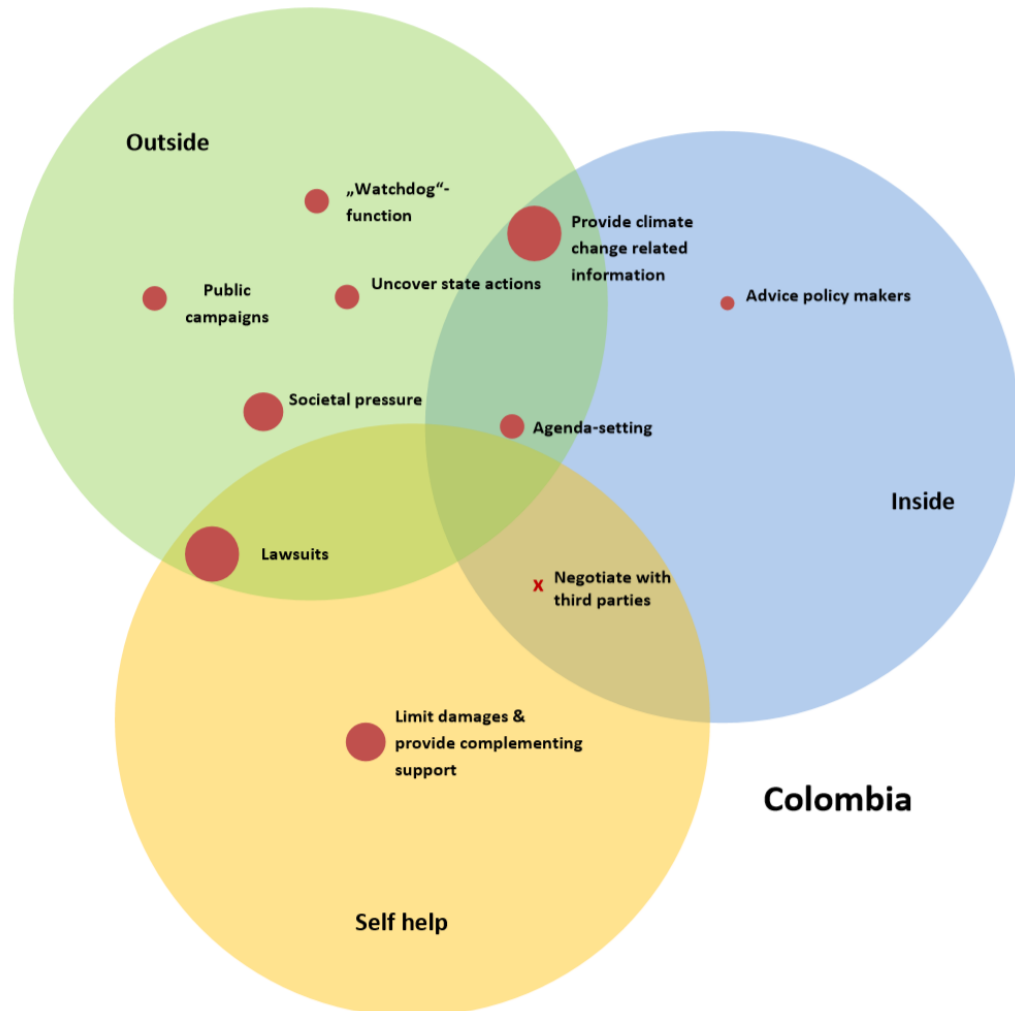 Outside
„Watchdog“-
function
Provide climate
change related
information
Uncover state actions
Public
campaigns
Advice policy makers
Societal pressure
Agenda-setting
Inside
Lawsuits
x Negotiate with
third parties
Limit damages &
provide complementing
support
Colombia
Self help